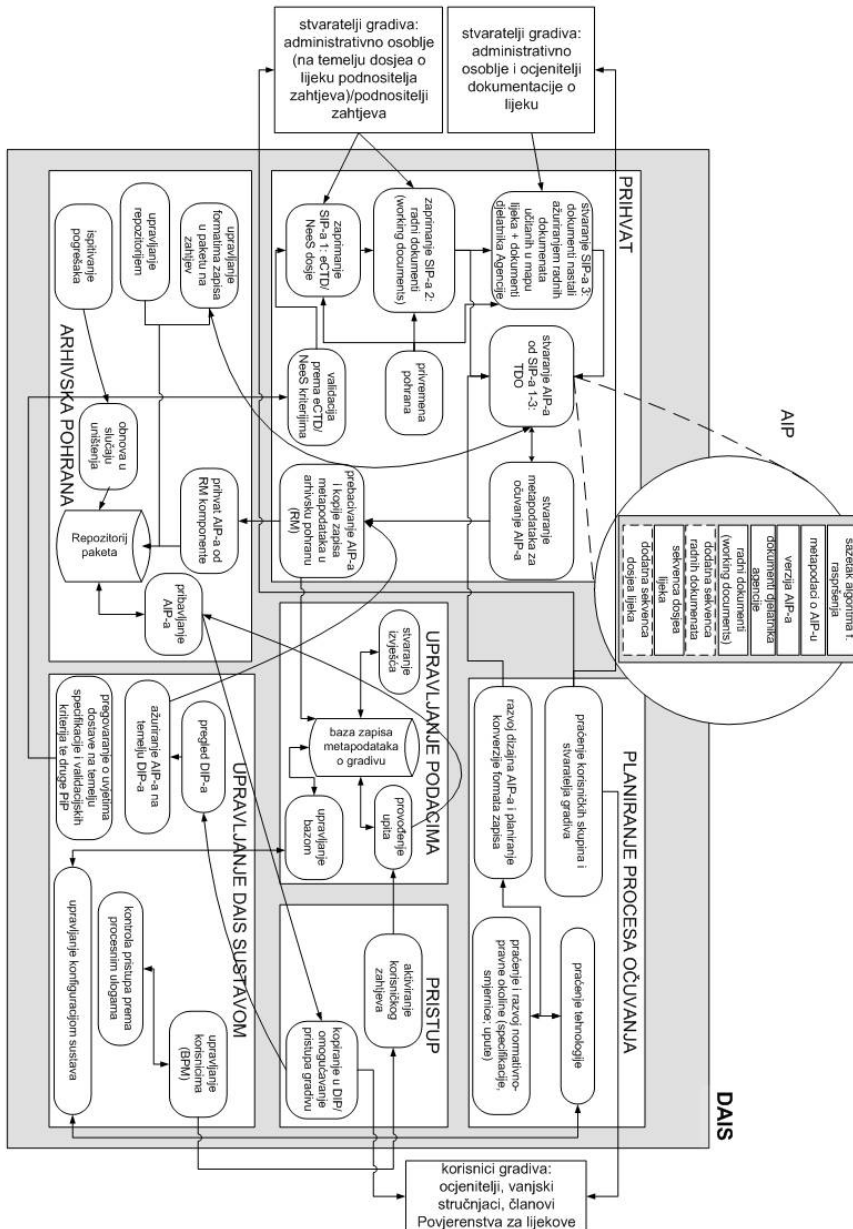 stvaratelji gradiva:
administrativno osoblje
(na temelju dosjea o
lijeku podnositelja
zahtjeva)/podnositelji
zahtjeva
stvaratelji gradiva:
administrativno
osoblje i ocjenitelji
dokumentacije o
lijeku
DAIS
PRIHVAT
zaprimanje
SIP-a 1: eCTD/
NeeS dosje
zaprimanje SIP-a 2:
radni dokumenti
(working documents)
stvaranje SIP-a 3:
dokumenti nastali
ažuriranjem radnih
dokumenata
učitanih u mapu
lijeka + dokumenti
djelatnika Agencije
validacija
prema eCTD/
NeeS kriterijima
privremena
pohrana
stvaranje AIP-a
od SIP-a 1-3:
TDO
prebacivanje AIP-a
i kopije zapisa
metapodataka u
arhivsku pohranu
(RM)
stvaranje
metapodataka za
očuvanje AIP-a
AIP
sažetak algoritma f.
raspršenja
metapodaci o AIP-u
verzija AIP-a
dokumenti djelatnika
agencije
radni dokumenti
(working documents)
dodatna sekvenca
radnih dokumenata
sekvenca dosjea
lijeka
dodatna sekvenca
dosjea lijeka
ARHIVSKA POHRANA
upravljanje
formatima zapisa
u paketu na
zahtjev
upravljanje
repozitorijem
ispitivanje
pogrešaka
obnova u
slučaju
uništenja
prihvat AIP-a od
RM komponente
Repozitorij
paketa
pribavljanje
AIP-a
UPRAVLJANJE PODACIMA
stvaranje
izvješća
baza zapisa
metapodataka
o gradivu
upravljanje
bazom
provođenje
upita
PLANIRANJE PROCESA OČUVANJA
praćenje korisničkih skupina i
stvaratelja gradiva
razvoj dizajna AIP-a i planiranje
konverzije formata zapisa
praćenje tehnologije
praćenje i razvoj normativno-
pravne okoline (specifikacije,
smjernice; upute)
UPRAVLJANJE DAIS SUSTAVOM
pregled DIP-a
ažuriranje AIP-a na
temelju DIP-a
pregovaranje o uvjetima
dostave na temelju
specifikacije i validacijskih
kriterija te druge PiP
upravljanje konfiguracijom sustava
kontrola pristupa prema
procesnim ulogama
upravljanje
korisnicima
(BPM)
PRISTUP
aktiviranje
korisničkog
zahtjeva
kopiranje u DIP/
omogućavanje
pristupa gradivu
korisnici gradiva:
ocjenitelji, vanjski
stručnjaci, članovi
Povjerenstva za lijekove